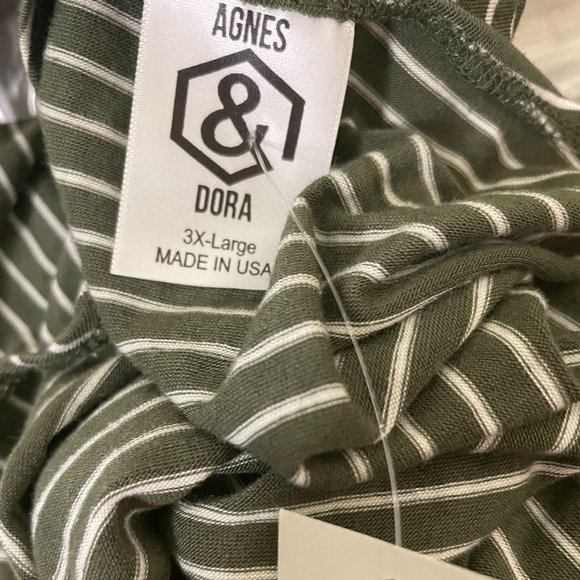 AGNES
&
DORA
3X-Large
MADE IN USA